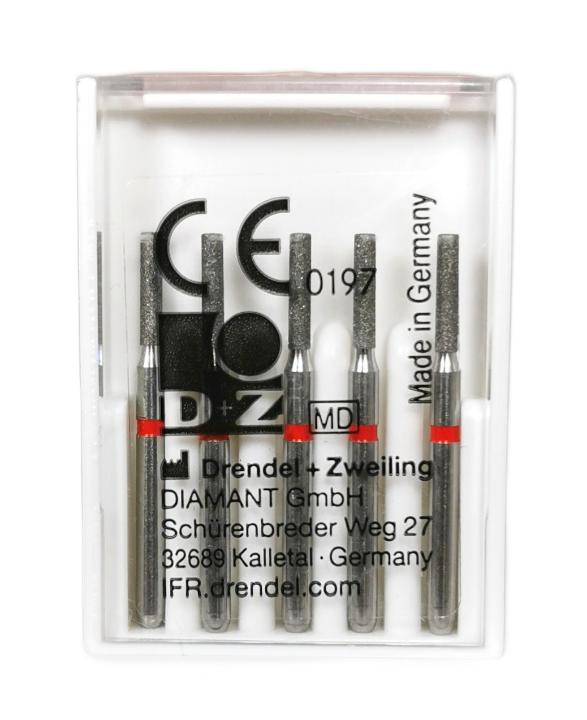 CE 0197
Made in Germany
D+Z
MD
Drendel + Zweiling
DIAMANT GmbH
Schürenbreder Weg 27
32689 Kalletal · Germany
IFR.drendel.com